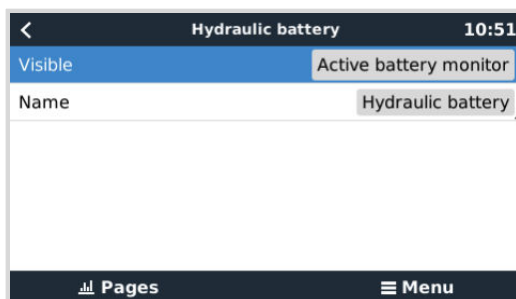 Hydraulic battery 10:51
Visible Active battery monitor
Name Hydraulic battery
Pages Menu